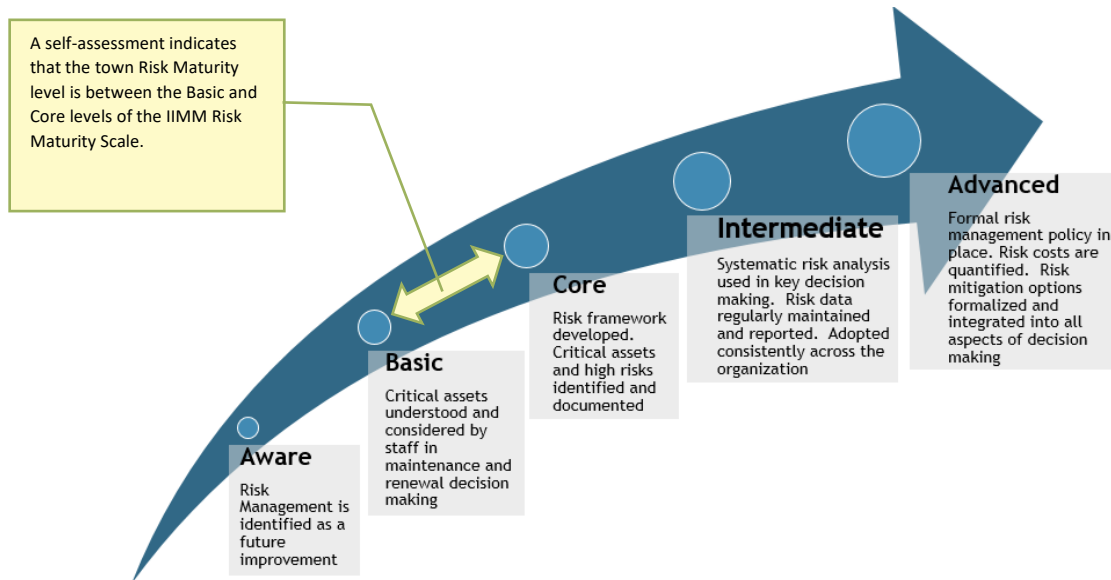 A self-assessment indicates
that the town Risk Maturity
level is between the Basic and
Core levels of the IIMM Risk
Maturity Scale.
Aware
Risk
Management is
identified as a
future
improvement
Basic
Critical assets
understood and
considered by
staff in
maintenance and
renewal decision
making
Core
Risk framework
developed.
Critical assets
and high risks
identified and
documented
Intermediate
Systematic risk analysis
used in key decision
making.  Risk data
regularly maintained
and reported.  Adopted
consistently across the
organization
Advanced
Formal risk
management policy in
place. Risk costs are
quantified.  Risk
mitigation options
formalized and
integrated into all
aspects of decision
making